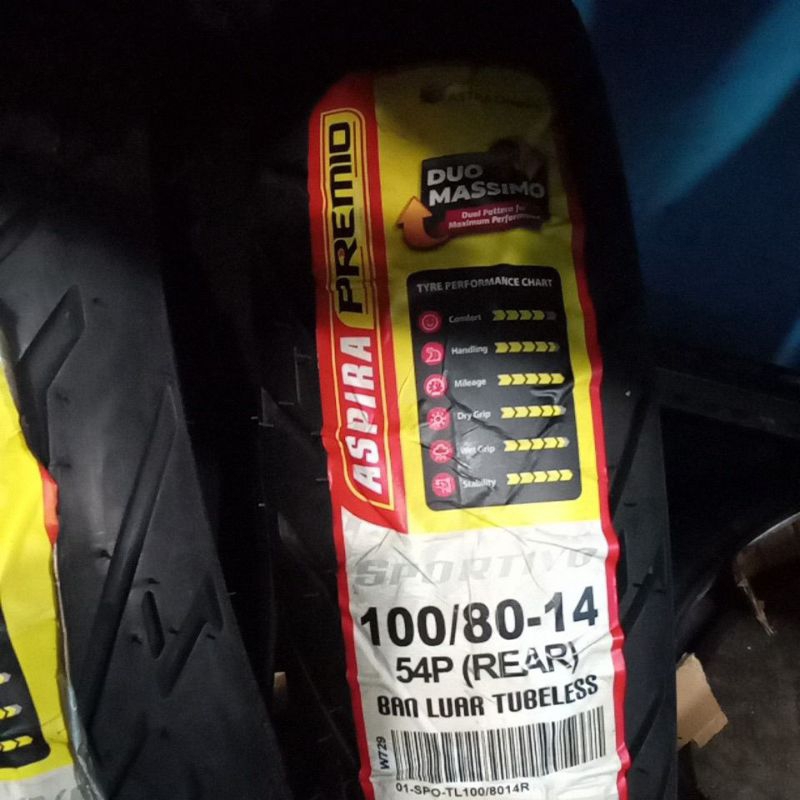 ASPIRA PREMIO
DUO
MASSIMO
Dual Pattern for
Maximum Performance
TYRE PERFORMANCE CHART
Comfort
Handling
Mileage
Dry Grip
Wet Grip
Stability
SPORTIVO
100/80-14
54P (REAR)
BAN LUAR TUBELESS
W729
01-SPO-TL100/8014R